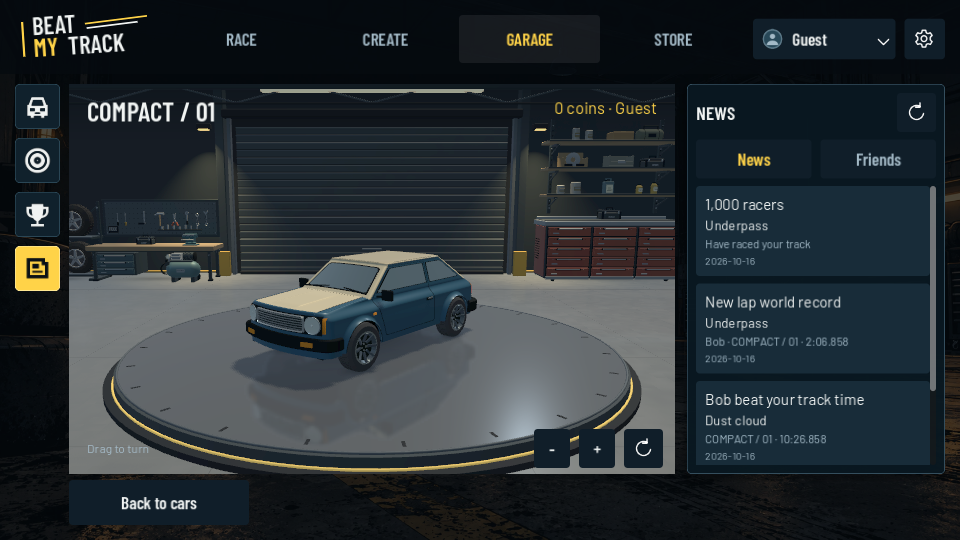 BEAT
MY TRACK
RACE
CREATE
GARAGE
STORE
Guest
COMPACT / 01
0 coins · Guest
Drag to turn
-
+
Back to cars
NEWS
News
Friends
1,000 racers
Underpass
Have raced your track
2026-10-16
New lap world record
Underpass
Bob · COMPACT / 01 · 2:06.858
2026-10-16
Bob beat your track time
Dust cloud
COMPACT / 01 · 10:26.858
2026-10-16